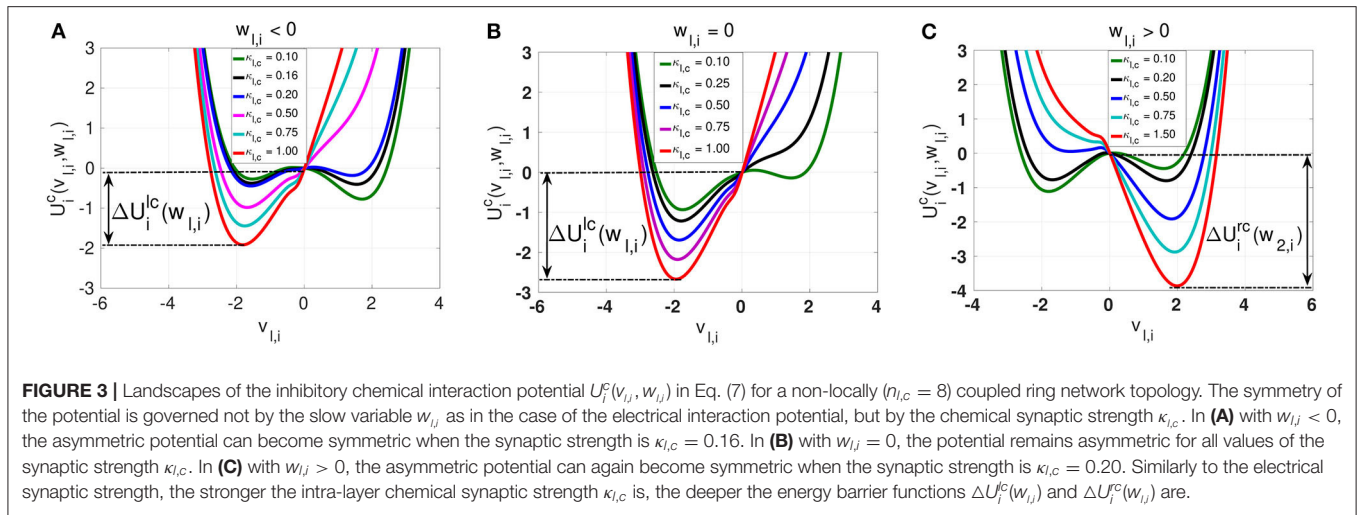 A
w_{l,i} < 0
3
2
1
0
-1
-2
-3
-6
-4
-2
0
2
4
U_i^c(v_{l,i}, w_{l,i})
v_{l,i}
κ_{l,c} = 0.10
κ_{l,c} = 0.16
κ_{l,c} = 0.20
κ_{l,c} = 0.50
κ_{l,c} = 0.75
κ_{l,c} = 1.00
ΔU_i^{lc}(w_{l,i})
B
w_{l,i} = 0
3
2
1
0
-1
-2
-3
-6
-4
-2
0
2
4
U_i^c(v_{l,i}, w_{l,i})
v_{l,i}
κ_{l,c} = 0.10
κ_{l,c} = 0.25
κ_{l,c} = 0.50
κ_{l,c} = 0.75
κ_{l,c} = 1.00
ΔU_i^{lc}(w_{l,i})
C
w_{l,i} > 0
3
2
1
0
-1
-2
-3
-4
-6
-4
-2
0
2
4
6
U_i^c(v_{l,i}, w_{l,i})
v_{l,i}
κ_{l,c} = 0.10
κ_{l,c} = 0.20
κ_{l,c} = 0.50
κ_{l,c} = 0.75
κ_{l,c} = 1.50
ΔU_i^{rc}(w_{2,i})
FIGURE 3 | Landscapes of the inhibitory chemical interaction potential U_i^c(v_{l,i}, w_{l,i}) in Eq. (7) for a non-locally (n_{l,c} = 8) coupled ring network topology. The symmetry of
the potential is governed not by the slow variable w_{l,i} as in the case of the electrical interaction potential, but by the chemical synaptic strength κ_{l,c}. In (A) with w_{l,i} < 0,
the asymmetric potential can become symmetric when the synaptic strength is κ_{l,c} = 0.16. In (B) with w_{l,i} = 0, the potential remains asymmetric for all values of the
synaptic strength κ_{l,c}. In (C) with w_{l,i} > 0, the asymmetric potential can again become symmetric when the synaptic strength is κ_{l,c} = 0.20. Similarly to the electrical
synaptic strength, the stronger the intra-layer chemical synaptic strength κ_{l,c} is, the deeper the energy barrier functions ΔU_i^{lc}(w_{l,i}) and ΔU_i^{rc}(w_{l,i}) are.